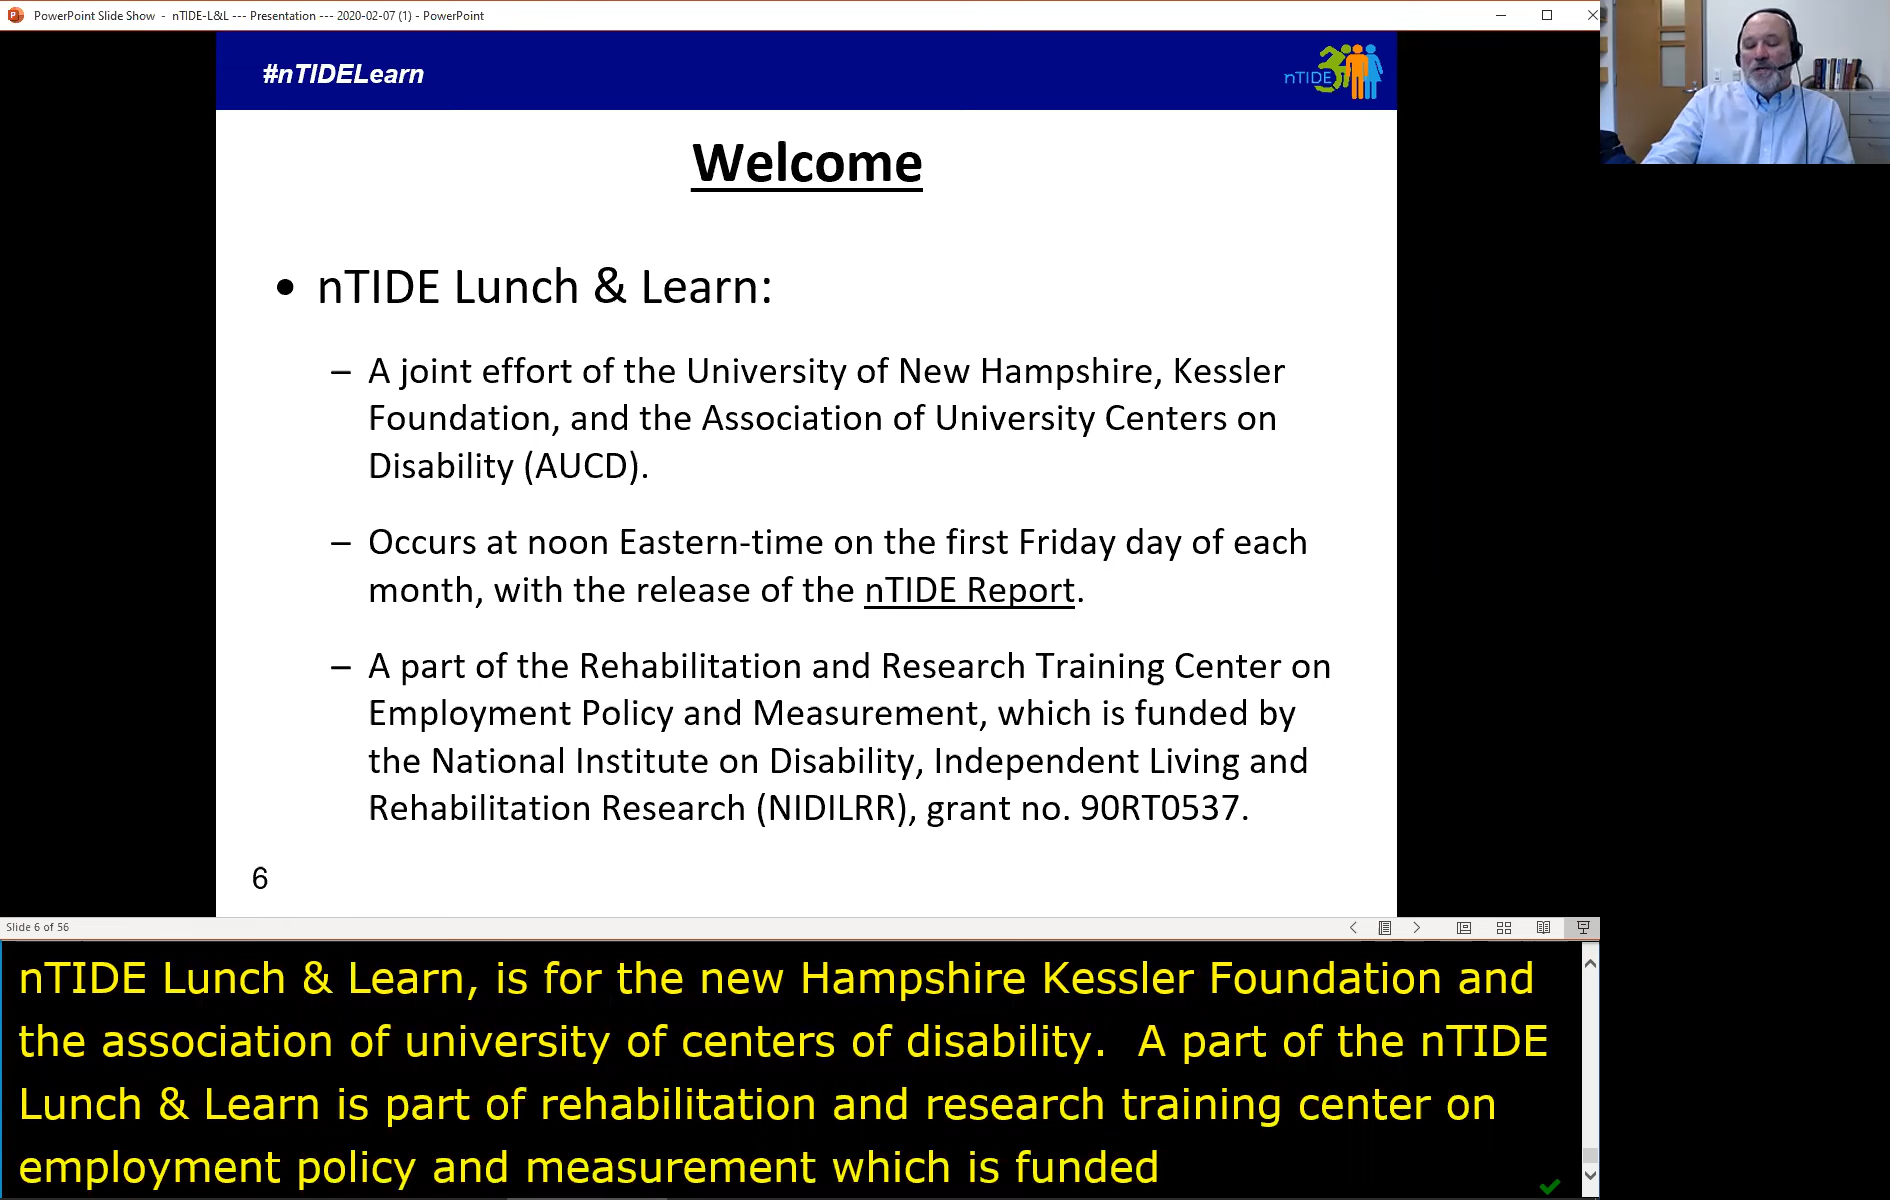 PowerPoint Slide Show - nTIDE-L&L --- Presentation --- 2020-02-07 (1) - PowerPoint
#nTIDELearn
nTIDE
Welcome
• nTIDE Lunch & Learn:
– A joint effort of the University of New Hampshire, Kessler
Foundation, and the Association of University Centers on
Disability (AUCD).
– Occurs at noon Eastern-time on the first Friday day of each
month, with the release of the nTIDE Report.
– A part of the Rehabilitation and Research Training Center on
Employment Policy and Measurement, which is funded by
the National Institute on Disability, Independent Living and
Rehabilitation Research (NIDILRR), grant no. 90RT0537.
6
Slide 6 of 56
nTIDE Lunch & Learn, is for the new Hampshire Kessler Foundation and
the association of university of centers of disability.  A part of the nTIDE
Lunch & Learn is part of rehabilitation and research training center on
employment policy and measurement which is funded